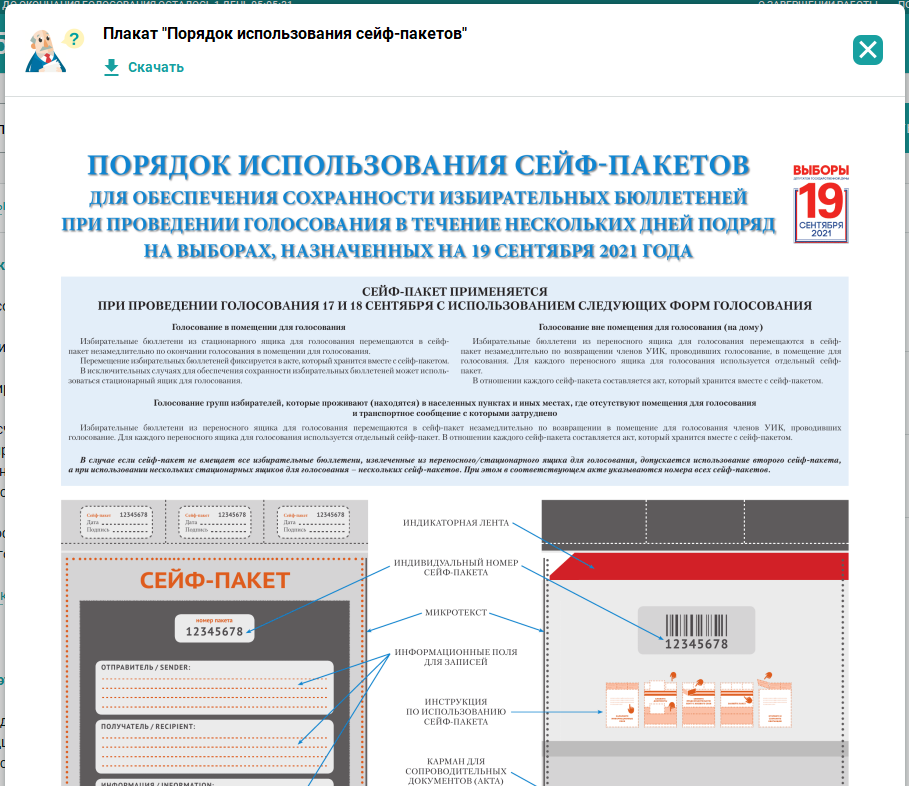 ДО ОКОНЧАНИЯ ГОЛОСОВАНИЯ ОСТАЛОСЬ 1 ДЕНЬ
О ЗАВЕРШЕНИИ РАБОТЫ
?
Плакат "Порядок использования сейф-пакетов"
Скачать
ПОРЯДОК ИСПОЛЬЗОВАНИЯ СЕЙФ-ПАКЕТОВ
ДЛЯ ОБЕСПЕЧЕНИЯ СОХРАННОСТИ ИЗБИРАТЕЛЬНЫХ БЮЛЛЕТЕНЕЙ
ПРИ ПРОВЕДЕНИИ ГОЛОСОВАНИЯ В ТЕЧЕНИЕ НЕСКОЛЬКИХ ДНЕЙ ПОДРЯД
НА ВЫБОРАХ, НАЗНАЧЕННЫХ НА 19 СЕНТЯБРЯ 2021 ГОДА
ВЫБОРЫ
19
СЕНТЯБРЯ
2021
СЕЙФ-ПАКЕТ ПРИМЕНЯЕТСЯ
ПРИ ПРОВЕДЕНИИ ГОЛОСОВАНИЯ 17 И 18 СЕНТЯБРЯ С ИСПОЛЬЗОВАНИЕМ СЛЕДУЮЩИХ ФОРМ ГОЛОСОВАНИЯ
Голосование в помещении для голосования
Избирательные бюллетени из стационарного ящика для голосования перемещаются в сейф-
пакет незамедлительно по окончании голосования в помещении для голосования.
Перемещение избирательных бюллетеней фиксируется в акте, который хранится вместе с сейф-пакетом.
В исключительных случаях для обеспечения сохранности избирательных бюллетеней может исполь-
зоваться стационарный ящик для голосования.
Голосование вне помещения для голосования (на дому)
Избирательные бюллетени из переносного ящика для голосования перемещаются в сейф-
пакет незамедлительно по возвращении членов УИК, проводивших голосование, в помещение для
голосования. Для каждого переносного ящика для голосования используется отдельный сейф-
пакет.
В отношении каждого сейф-пакета составляется акт, который хранится вместе с сейф-пакетом.
Голосование групп избирателей, которые проживают (находятся) в населенных пунктах и иных местах, где отсутствуют помещения для голосования
и транспортное сообщение с которыми затруднено
Избирательные бюллетени из переносного ящика для голосования перемещаются в сейф-пакет незамедлительно по возвращении в помещение для голосования членов УИК, проводивших
голосование. Для каждого переносного ящика для голосования используется отдельный сейф-пакет. В отношении каждого сейф-пакета составляется акт, который хранится вместе с сейф-пакетом.
В случае если сейф-пакет не вмещает все избирательные бюллетени, извлеченные из переносного/стационарного ящика для голосования, допускается использование второго сейф-пакета,
а при использовании нескольких стационарных ящиков для голосования – нескольких сейф-пакетов. При этом в соответствующем акте указываются номера всех сейф-пакетов.
Сейф-пакет 12345678 Сейф-пакет 12345678 Сейф-пакет 12345678
Дата Дата Дата
Подпись Подпись Подпись
ИНДИКАТОРНАЯ ЛЕНТА
ИНДИВИДУАЛЬНЫЙ НОМЕР
СЕЙФ-ПАКЕТА
СЕЙФ-ПАКЕТ
МИКРОТЕКСТ
номер пакета
12345678
12345678
ИНФОРМАЦИОННЫЕ ПОЛЯ
ДЛЯ ЗАПИСЕЙ
ОТПРАВИТЕЛЬ / SENDER:
ИНСТРУКЦИЯ
ПО ИСПОЛЬЗОВАНИЮ
СЕЙФ-ПАКЕТА
ПОЛУЧАТЕЛЬ / RECIPIENT:
КАРМАН ДЛЯ
СОПРОВОДИТЕЛЬНЫХ
ДОКУМЕНТОВ (АКТА)
ИНФОРМАЦИЯ / INFORMATION: